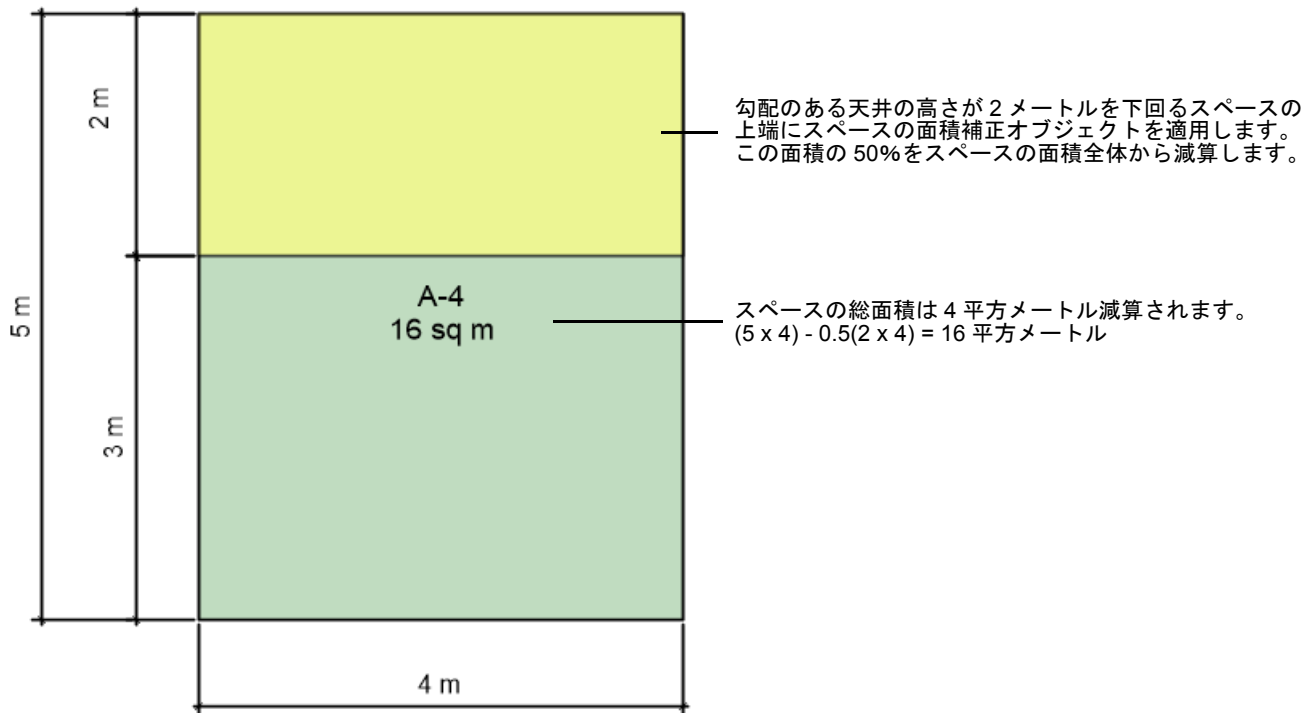 2 m
勾配のある天井の高さが 2 メートルを下回るスペースの
上端にスペースの面積補正オブジェクトを適用します。
この面積の 50%をスペースの面積全体から減算します。
5 m
A-4
16 sq m
スペースの総面積は 4 平方メートル減算されます。
(5 x 4) - 0.5(2 x 4) = 16 平方メートル
3 m
4 m